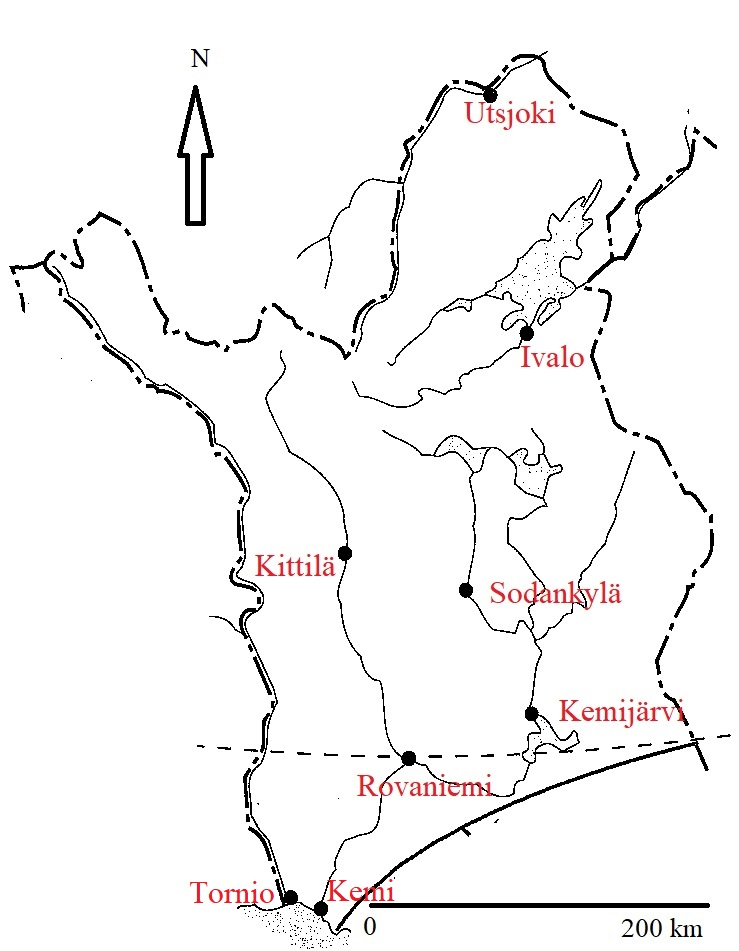 N
Utsjoki
Ivalo
Kittilä
Sodankylä
Kemijärvi
Rovaniemi
Tornio
Kemi
0
200 km